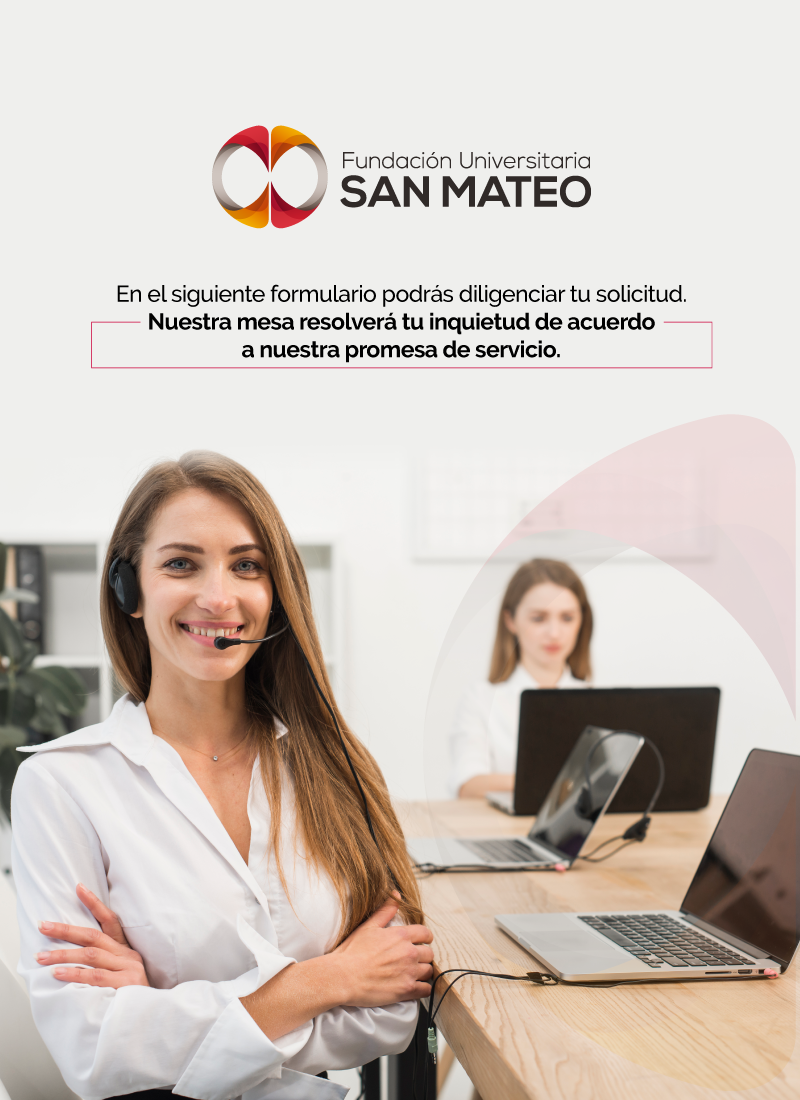 Fundación Universitaria
SAN MATEO
En el siguiente formulario podrás diligenciar tu solicitud.
Nuestra mesa resolverá tu inquietud de acuerdo
a nuestra promesa de servicio.